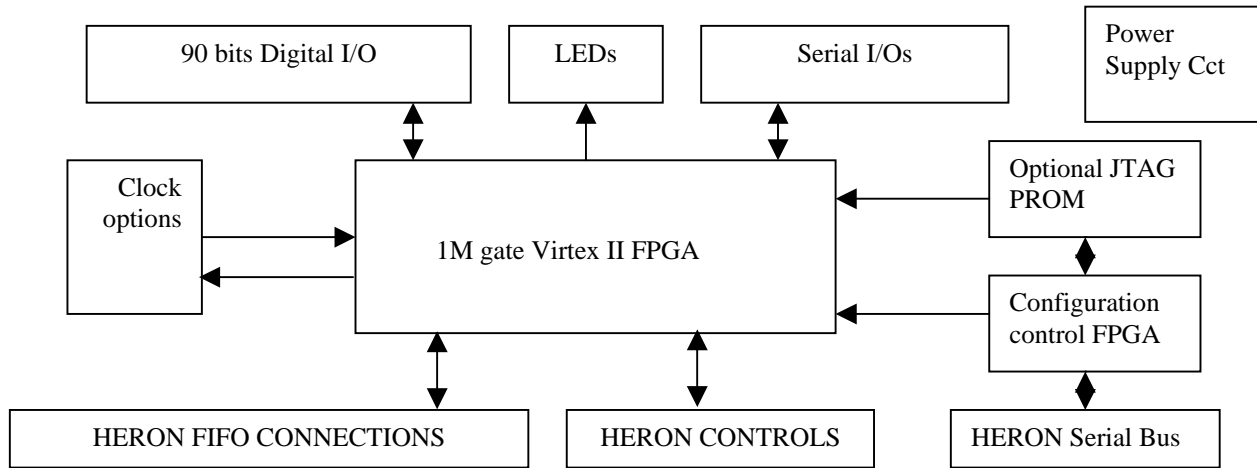 90 bits Digital I/O
LEDs
Serial I/Os
Power
Supply Cct
Clock
options
1M gate Virtex II FPGA
Optional JTAG
PROM
Configuration
control FPGA
HERON FIFO CONNECTIONS
HERON CONTROLS
HERON Serial Bus